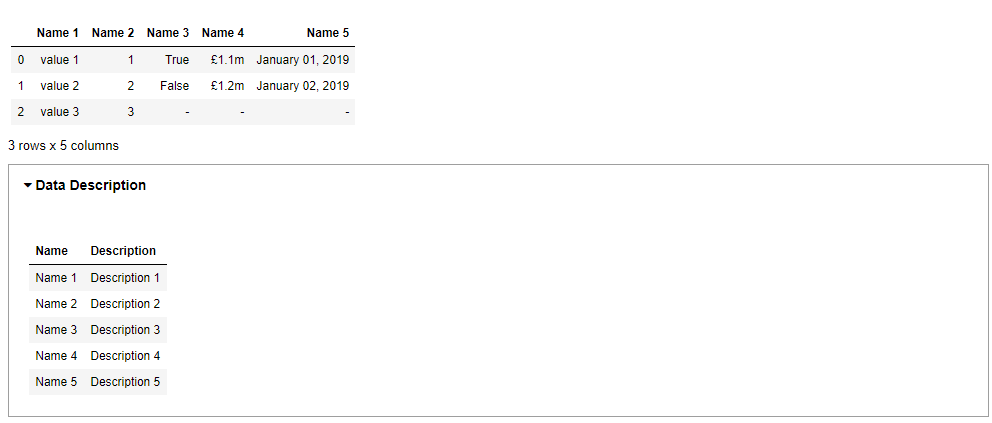 Name 1 Name 2 Name 3 Name 4 Name 5
0 value 1 1 True £1.1m January 01, 2019
1 value 2 2 False £1.2m January 02, 2019
2 value 3 3 - - -
3 rows x 5 columns
Data Description
Name Description
Name 1 Description 1
Name 2 Description 2
Name 3 Description 3
Name 4 Description 4
Name 5 Description 5